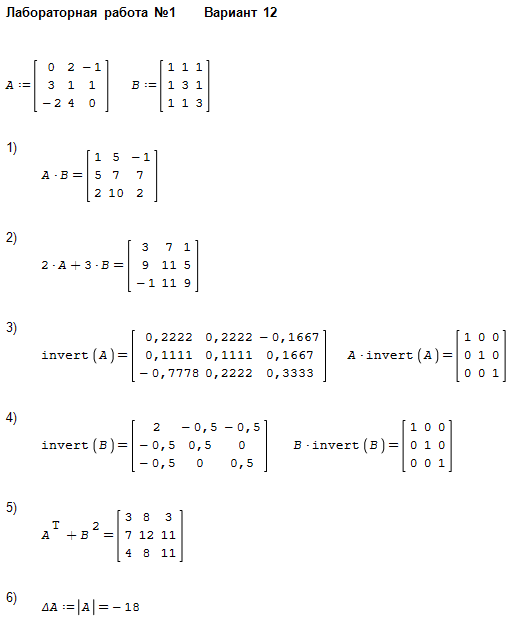 Лабораторная работа №1 Вариант 12
A:=[0 2 −1
3 1 1
−2 4 0] B:=[1 1 1
1 3 1
1 1 3]
1)
A·B=[1 5 −1
5 7 7
2 10 2]
2)
2·A+3·B=[3 7 1
9 11 5
−1 11 9]
3)
invert(A)=[0,2222 0,2222 −0,1667
0,1111 0,1111 0,1667
−0,7778 0,2222 0,3333] A·invert(A)=[1 0 0
0 1 0
0 0 1]
4)
invert(B)=[2 −0,5 −0,5
−0,5 0,5 0
−0,5 0 0,5] B·invert(B)=[1 0 0
0 1 0
0 0 1]
5)
A^T+B^2=[3 8 3
7 12 11
4 8 11]
6)
ΔA:=|A|=−18